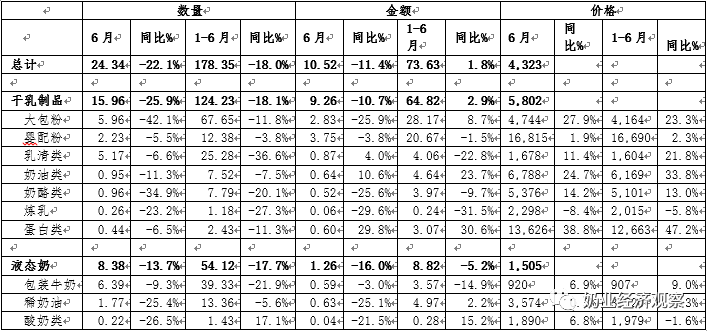 数量 金额 价格
6月 同比% 1-6月 同比% 6月 同比% 1-6月 同比% 6月 同比% 1-6月 同比%
总计 24.34 -22.1% 178.35 -18.0% 10.52 -11.4% 73.63 1.8% 4,323
干乳制品 15.96 -25.9% 124.23 -18.1% 9.26 -10.7% 64.82 2.9% 5,802
大包粉 5.96 -42.1% 67.65 -11.8% 2.83 -25.9% 28.17 8.7% 4,744 27.9% 4,164 23.3%
婴配粉 2.23 -5.5% 12.38 -3.8% 3.75 -3.8% 20.67 -1.5% 16,815 1.9% 16,690 2.3%
乳清类 5.17 -6.6% 25.28 -36.6% 0.87 4.0% 4.06 -22.8% 1,678 11.4% 1,604 21.8%
奶油类 0.95 -11.3% 7.52 -7.5% 0.64 10.6% 4.64 23.7% 6,788 24.7% 6,169 33.8%
奶酪类 0.96 -34.9% 7.79 -20.1% 0.52 -25.6% 3.97 -9.7% 5,376 14.2% 5,101 13.0%
炼乳 0.26 -23.2% 1.18 -27.3% 0.06 -29.6% 0.24 -31.5% 2,298 -8.4% 2,015 -5.8%
蛋白类 0.44 -6.5% 2.43 -11.3% 0.60 29.8% 3.07 30.6% 13,626 38.8% 12,663 47.2%
液态奶 8.38 -13.7% 54.12 -17.7% 1.26 -16.0% 8.82 -5.2% 1,505
包装牛奶 6.39 -9.3% 39.33 -21.9% 0.59 -3.0% 3.57 -14.9% 920 6.9% 907 9.0%
稀奶油 1.77 -25.4% 13.36 -5.6% 0.63 -25.1% 4.97 2.2% 3,574
酸奶类 0.22 -26.5% 1.43 17.1% 0.04 -21.5% 0.28 15.2% 1,890 6.8% 1,979 -1.6%
奶业经济观察